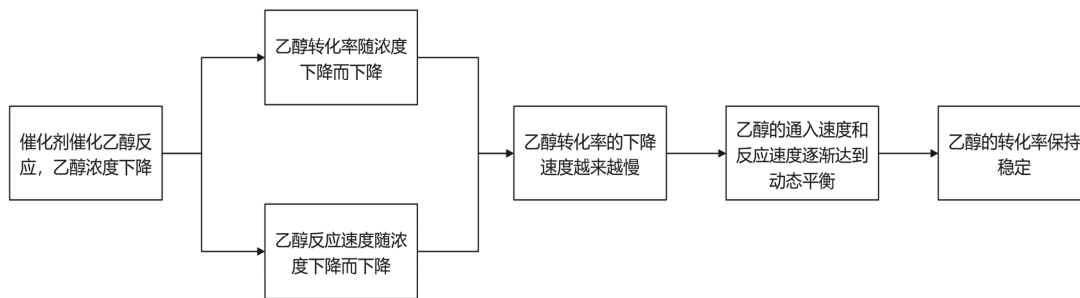 催化剂催化乙醇反
应，乙醇浓度下降
乙醇转化率随浓度
下降而下降
乙醇反应速度随浓
度下降而下降
乙醇转化率的下降
速度越来越慢
乙醇的通入速度和
反应速度逐渐达到
动态平衡
乙醇的转化率保持
稳定